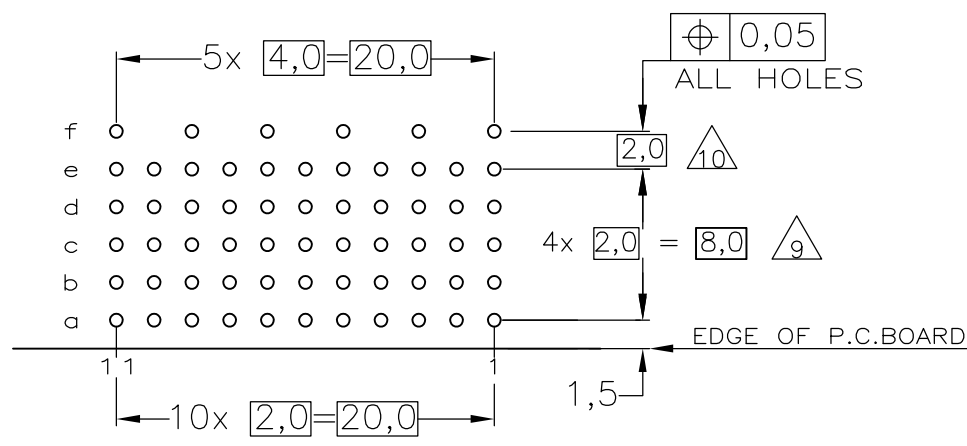 5x 4,0=20,0
⌖ 0,05
ALL HOLES
f
2,0 10
e
d
c
4x 2,0 = 8,0 9
b
a
EDGE OF P.C.BOARD
11 1
1,5
10x 2,0=20,0